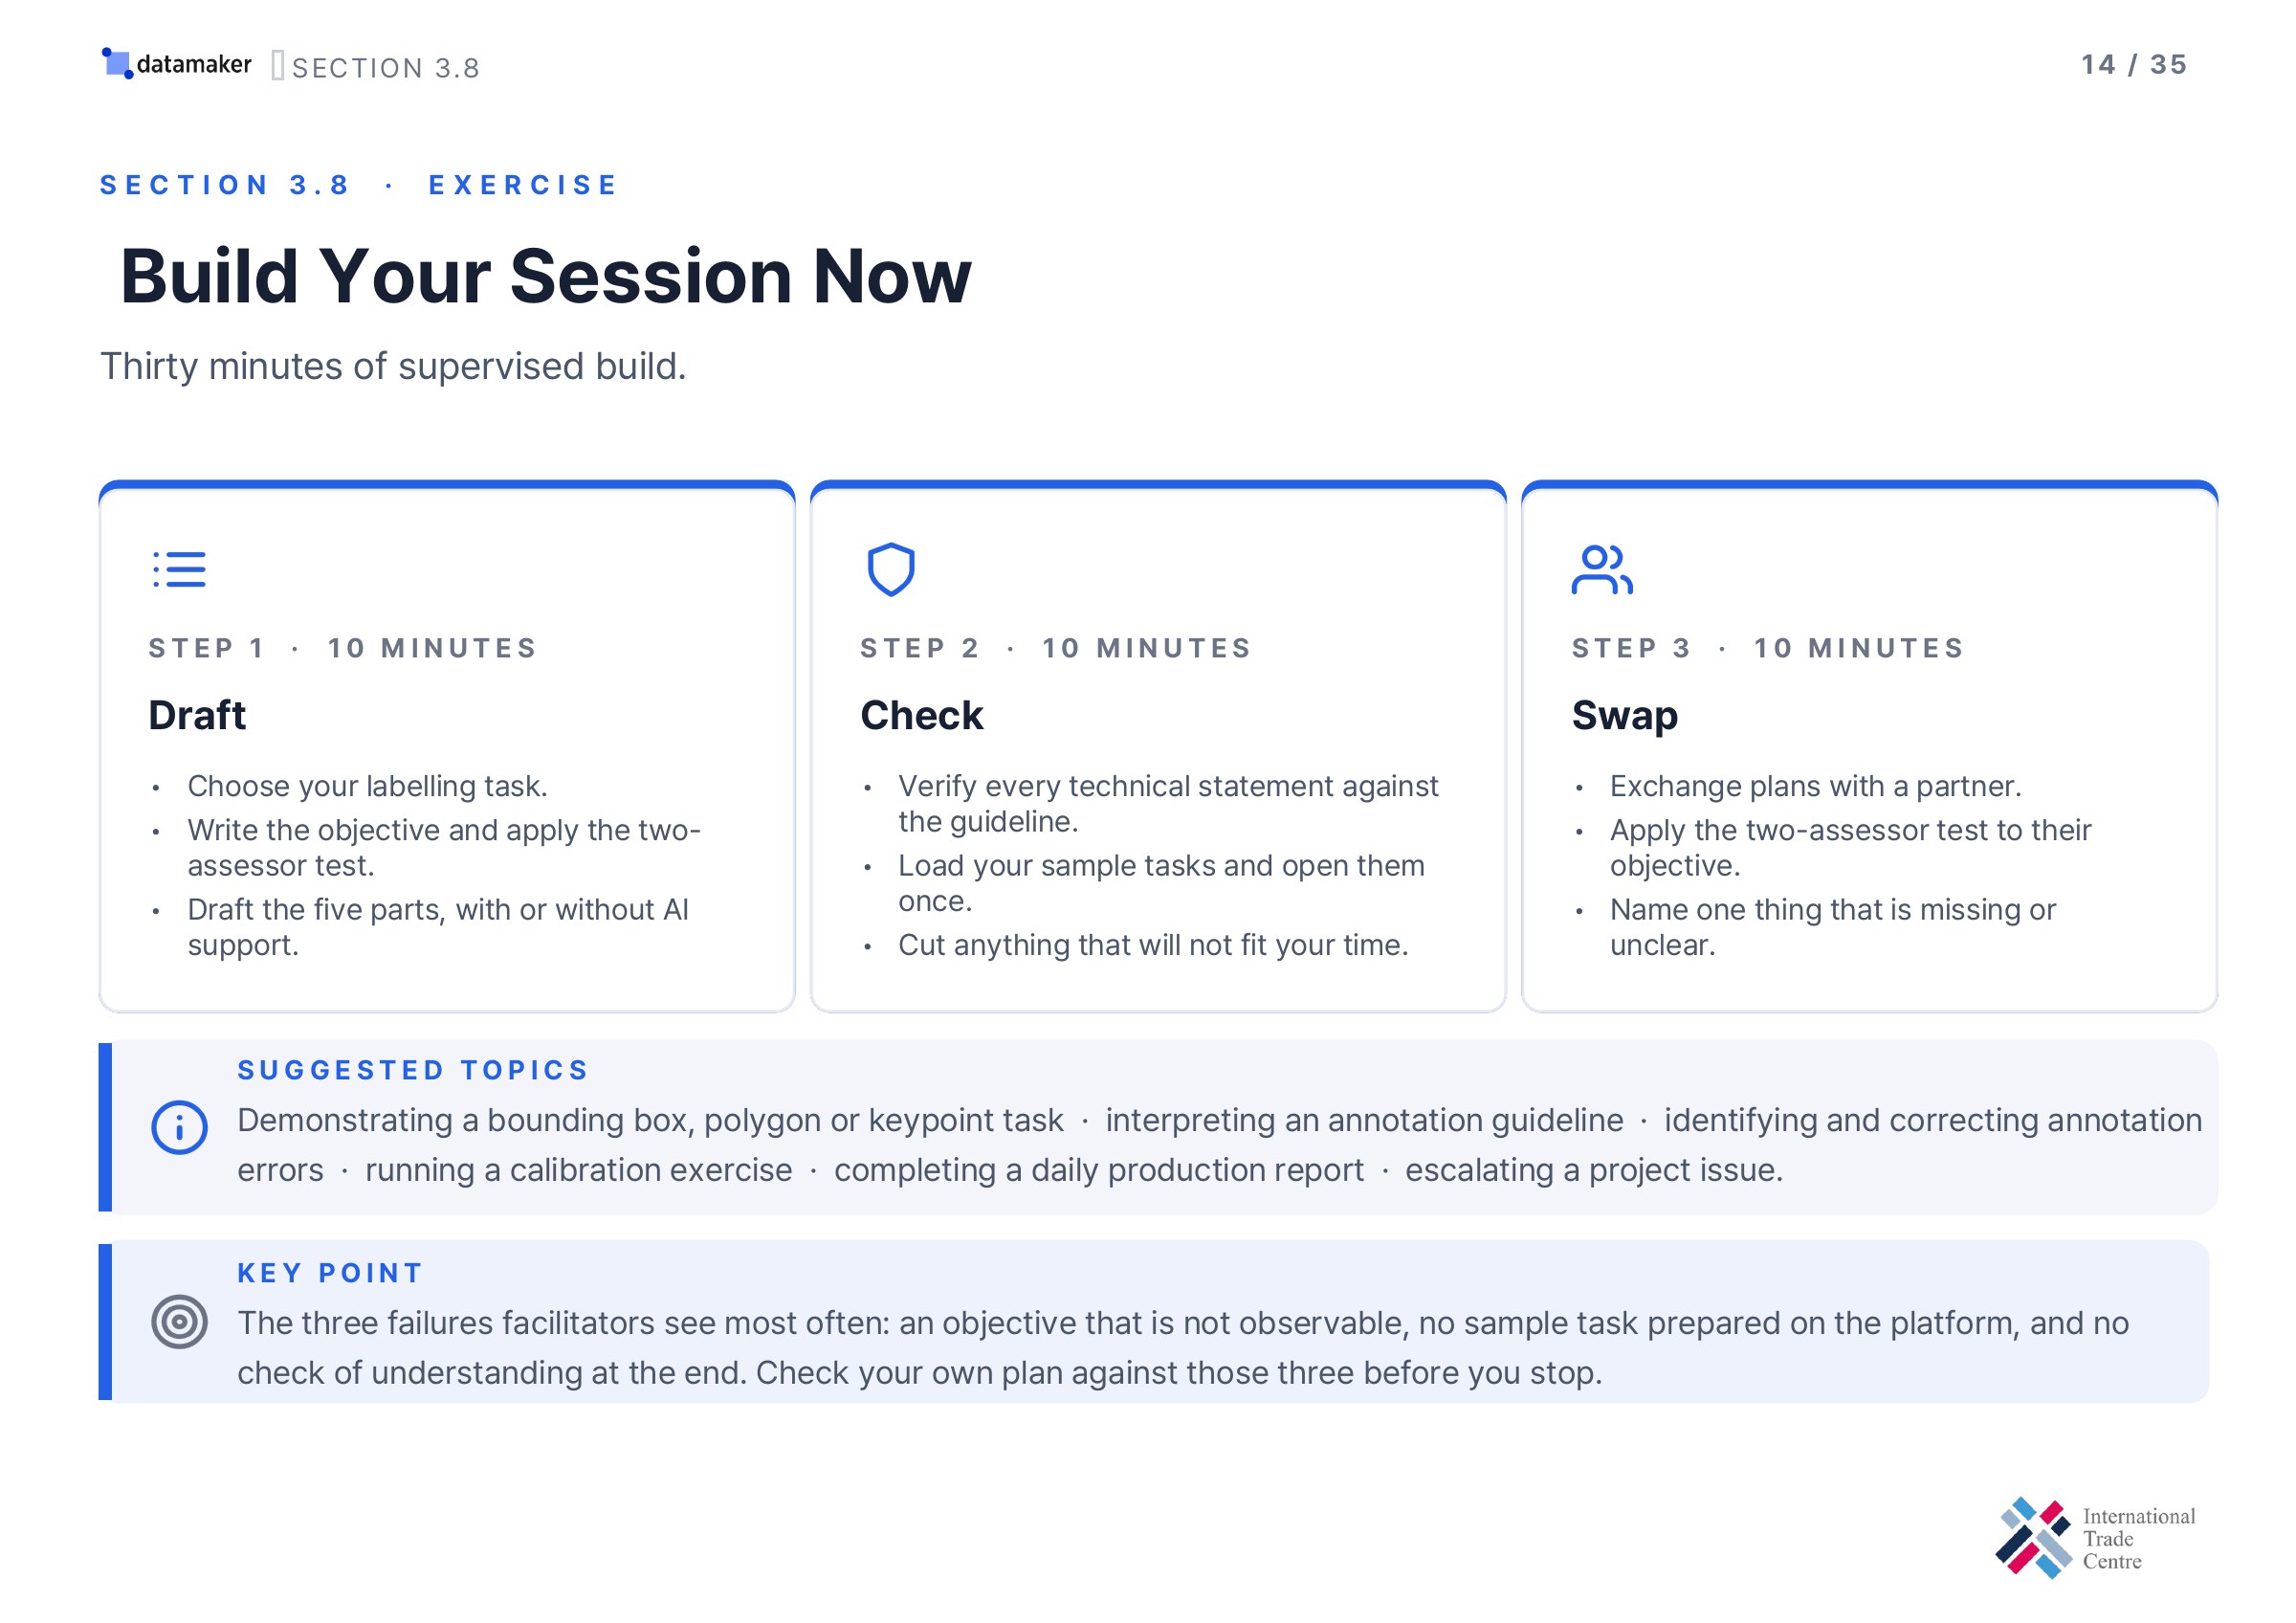 datamaker SECTION 3.8
14 / 35
SECTION 3.8 · EXERCISE
Build Your Session Now
Thirty minutes of supervised build.
STEP 1 · 10 MINUTES
Draft
• Choose your labelling task.
• Write the objective and apply the two-
assessor test.
• Draft the five parts, with or without AI
support.
STEP 2 · 10 MINUTES
Check
• Verify every technical statement against
the guideline.
• Load your sample tasks and open them
once.
• Cut anything that will not fit your time.
STEP 3 · 10 MINUTES
Swap
• Exchange plans with a partner.
• Apply the two-assessor test to their
objective.
• Name one thing that is missing or
unclear.
SUGGESTED TOPICS
Demonstrating a bounding box, polygon or keypoint task · interpreting an annotation guideline · identifying and correcting annotation
errors · running a calibration exercise · completing a daily production report · escalating a project issue.
KEY POINT
The three failures facilitators see most often: an objective that is not observable, no sample task prepared on the platform, and no
check of understanding at the end. Check your own plan against those three before you stop.
International
Trade
Centre